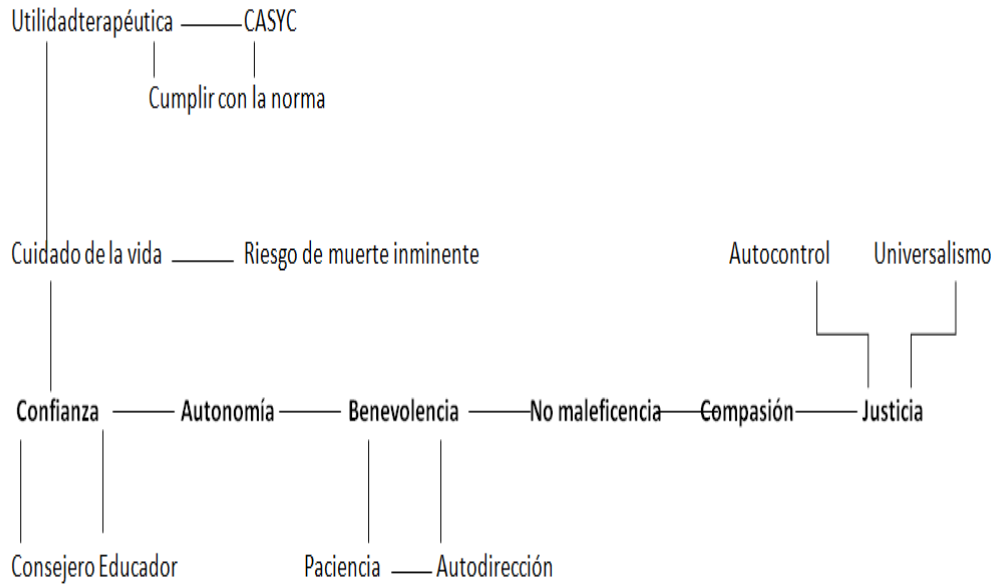 Utilidadterapéutica CASYC
Cumplir con la norma
Cuidado de la vida Riesgo de muerte inminente Autocontrol Universalismo
Confianza Autonomía Benevolencia No maleficencia Compasión Justicia
Consejero Educador Paciencia Autodirección